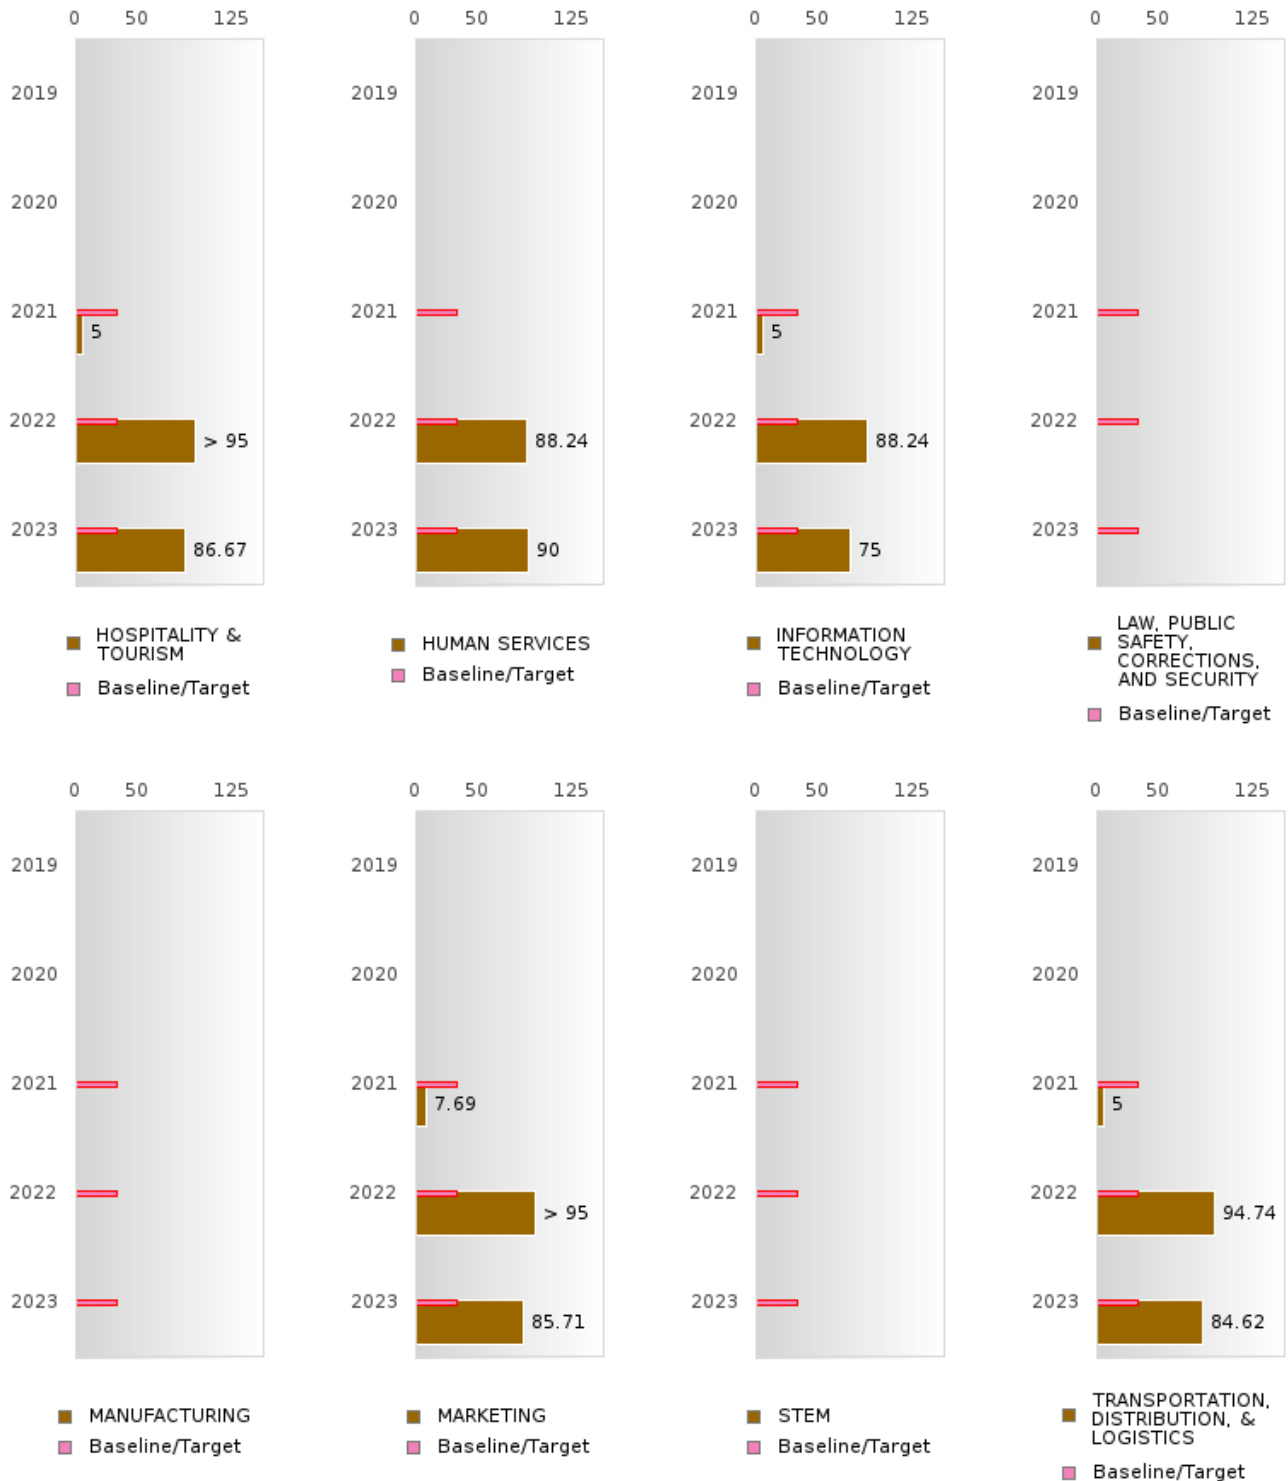 0 50 125 0 50 125 0 50 125 0 50 125
2019 2019 2019 2019
2020 2020 2020 2020
2021 2021 2021 2021
5 5
2022 2022 2022 2022
> 95 88.24 88.24
2023 2023 2023 2023
86.67 90 75
HOSPITALITY &
TOURISM
Baseline/Target
HUMAN SERVICES
Baseline/Target
INFORMATION
TECHNOLOGY
Baseline/Target
LAW, PUBLIC
SAFETY,
CORRECTIONS,
AND SECURITY
Baseline/Target
0 50 125 0 50 125 0 50 125 0 50 125
2019 2019 2019 2019
2020 2020 2020 2020
2021 2021 2021 2021
7.69 5
2022 2022 2022 2022
> 95 94.74
2023 2023 2023 2023
85.71 84.62
MANUFACTURING
Baseline/Target
MARKETING
Baseline/Target
STEM
Baseline/Target
TRANSPORTATION,
DISTRIBUTION, &
LOGISTICS
Baseline/Target